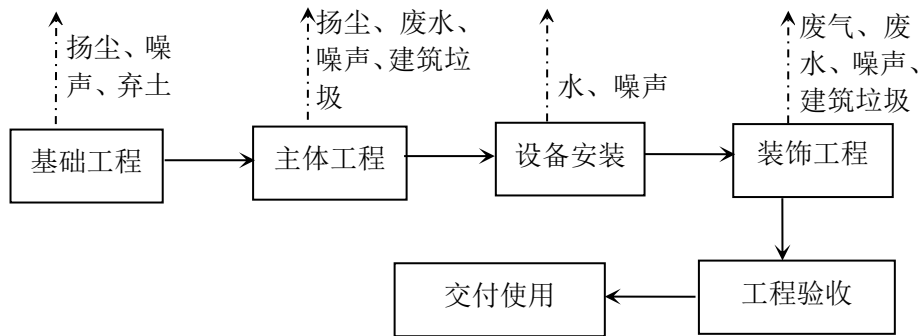 扬尘、噪
声、弃土
扬尘、废水、
噪声、建筑垃
圾
水、噪声
废气、废
水、噪声、
建筑垃圾
基础工程
主体工程
设备安装
装饰工程
交付使用
工程验收